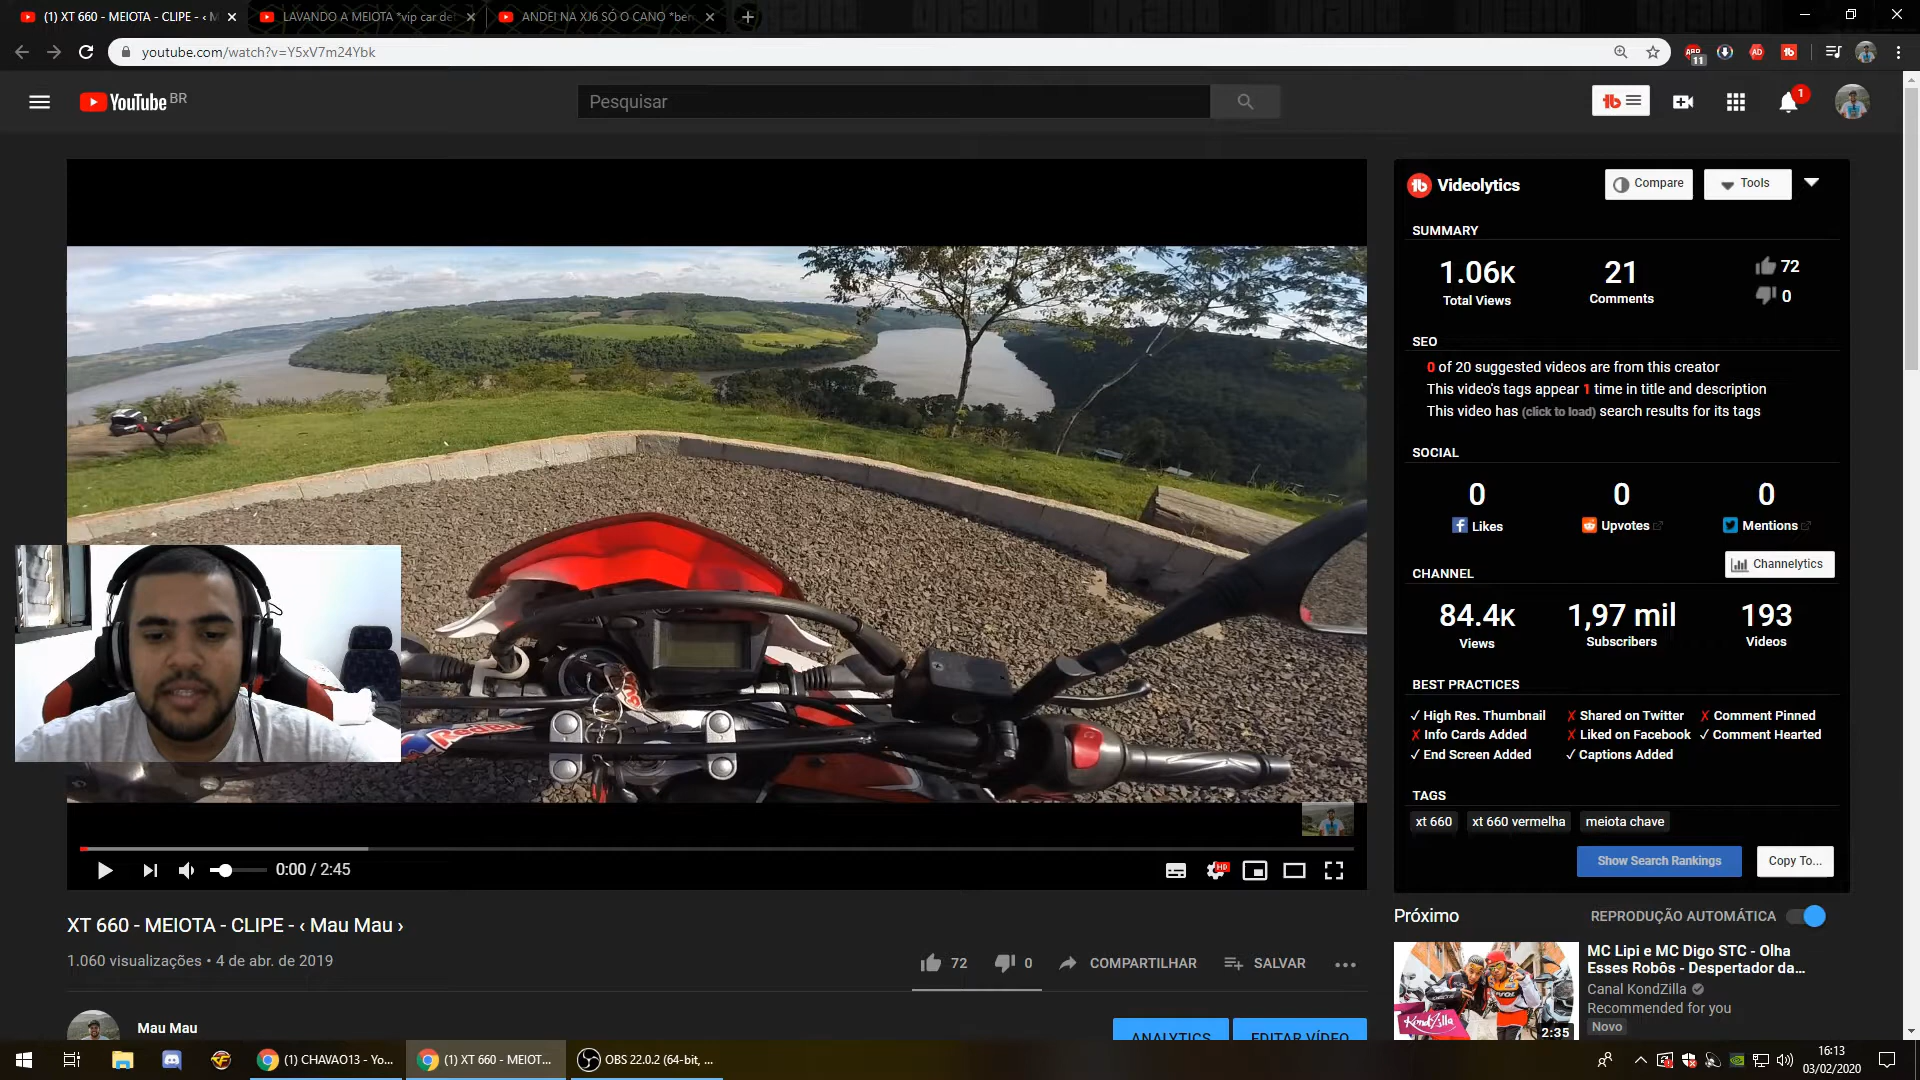 (1) XT 660 - MEIOTA - CLIPE - ‹ M
LAVANDO A MEIOTA *vip car de
ANDEI NA XJ6 SÓ O CANO *ber
youtube.com/watch?v=Y5xV7m24Ybk
11
YouTube BR
Pesquisar
1
Videolytics
Compare
Tools
SUMMARY
1.06K
Total Views
21
Comments
72
0
SEO
0 of 20 suggested videos are from this creator
This video's tags appear 1 time in title and description
This video has (click to load) search results for its tags
SOCIAL
0
Likes
0
Upvotes
0
Mentions
CHANNEL
Channelytics
84.4K
Views
1,97 mil
Subscribers
193
Videos
BEST PRACTICES
✓ High Res. Thumbnail
✗ Shared on Twitter
✗ Comment Pinned
✗ Info Cards Added
✗ Liked on Facebook
✓ Comment Hearted
✓ End Screen Added
✓ Captions Added
TAGS
xt 660
xt 660 vermelha
meiota chave
Show Search Rankings
Copy To...
RedBull
0:00 / 2:45
HD
XT 660 - MEIOTA - CLIPE - ‹ Mau Mau ›
1.060 visualizações • 4 de abr. de 2019
72
0
COMPARTILHAR
SALVAR
Mau Mau
ANALYTICS
EDITAR VÍDEO
Próximo
REPRODUÇÃO AUTOMÁTICA
MC Lipi e MC Digo STC - Olha
Esses Robôs - Despertador da...
Canal KondZilla
Recommended for you
Novo
KondZilla
2:35
(1) CHAVAO13 - Yo...
(1) XT 660 - MEIOT...
OBS 22.0.2 (64-bit, ...
16:13
03/02/2020